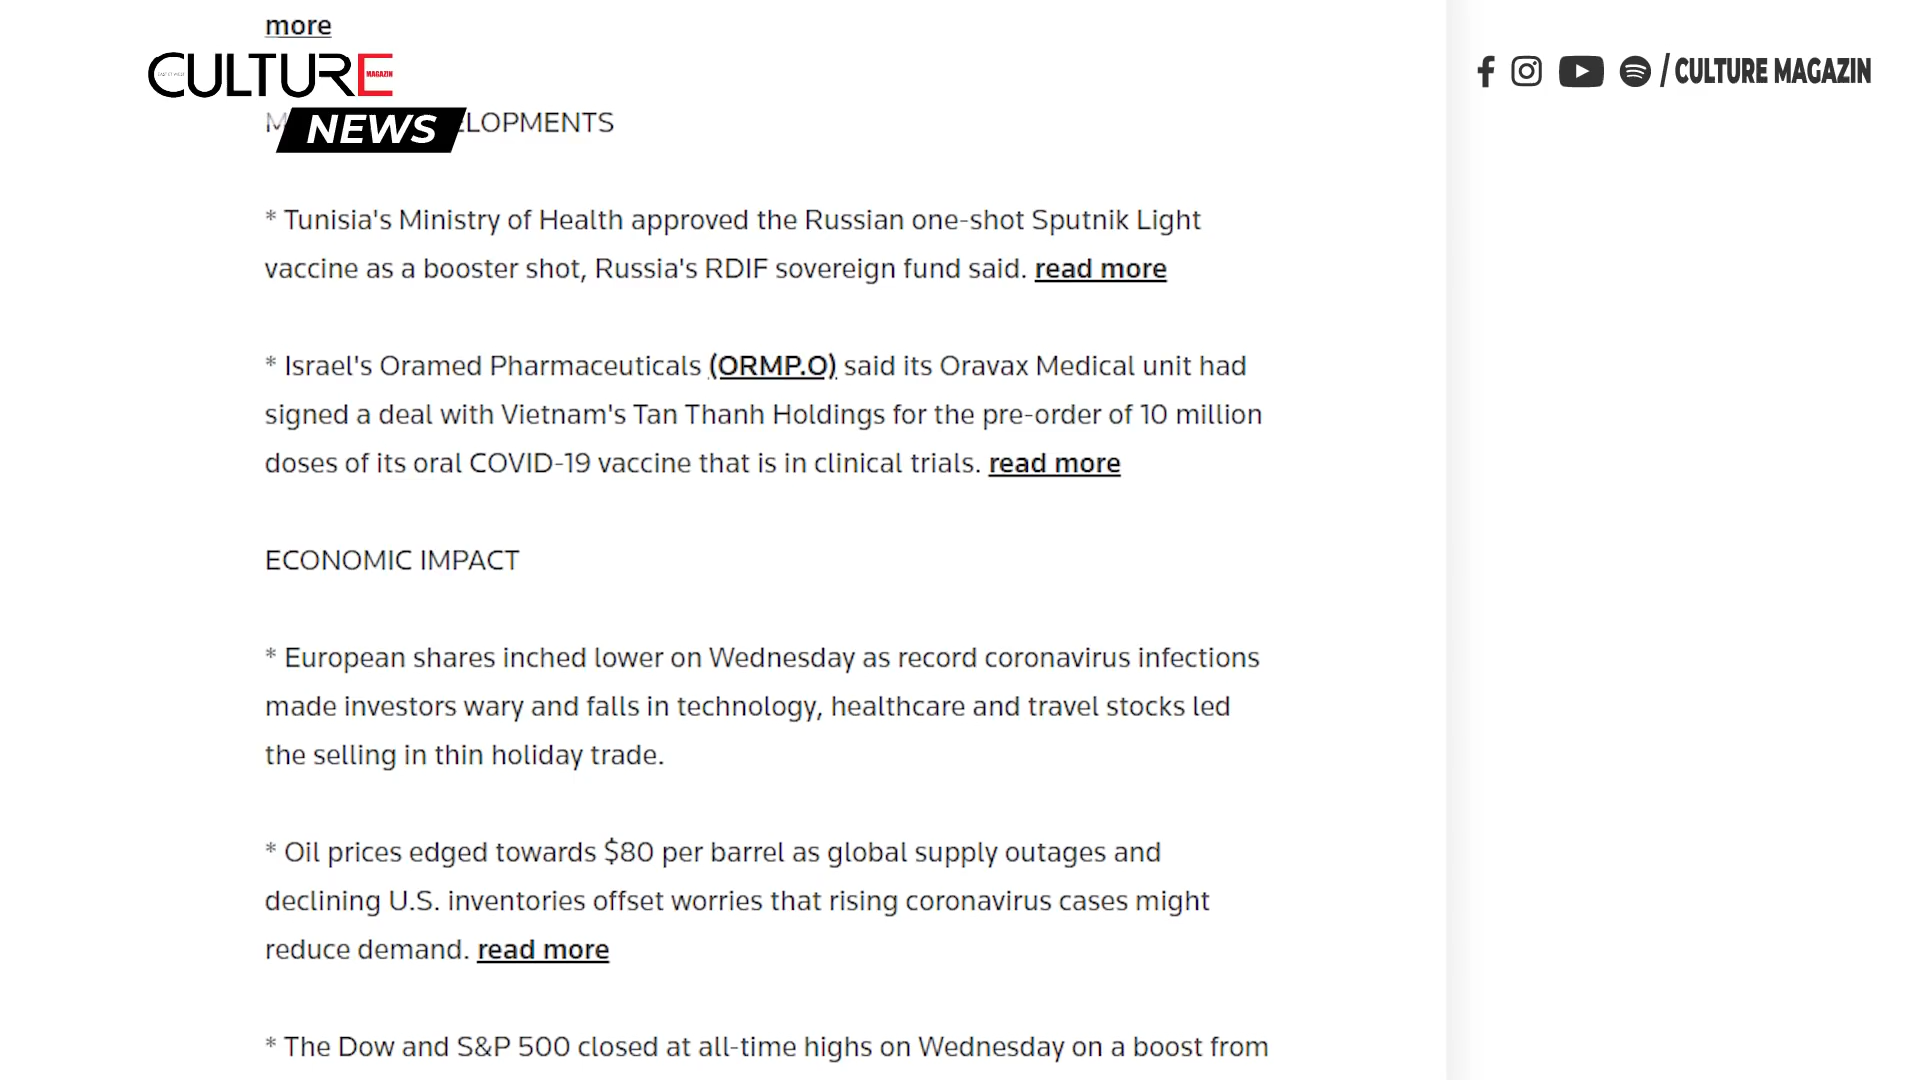 more
CULTURE
MAGAZIN
NEWS
LOPMENTS
/ CULTURE MAGAZIN
* Tunisia's Ministry of Health approved the Russian one-shot Sputnik Light
vaccine as a booster shot, Russia's RDIF sovereign fund said. read more
* Israel's Oramed Pharmaceuticals (ORMP.O) said its Oravax Medical unit had
signed a deal with Vietnam's Tan Thanh Holdings for the pre-order of 10 million
doses of its oral COVID-19 vaccine that is in clinical trials. read more
ECONOMIC IMPACT
* European shares inched lower on Wednesday as record coronavirus infections
made investors wary and falls in technology, healthcare and travel stocks led
the selling in thin holiday trade.
* Oil prices edged towards $80 per barrel as global supply outages and
declining U.S. inventories offset worries that rising coronavirus cases might
reduce demand. read more
* The Dow and S&P 500 closed at all-time highs on Wednesday on a boost from